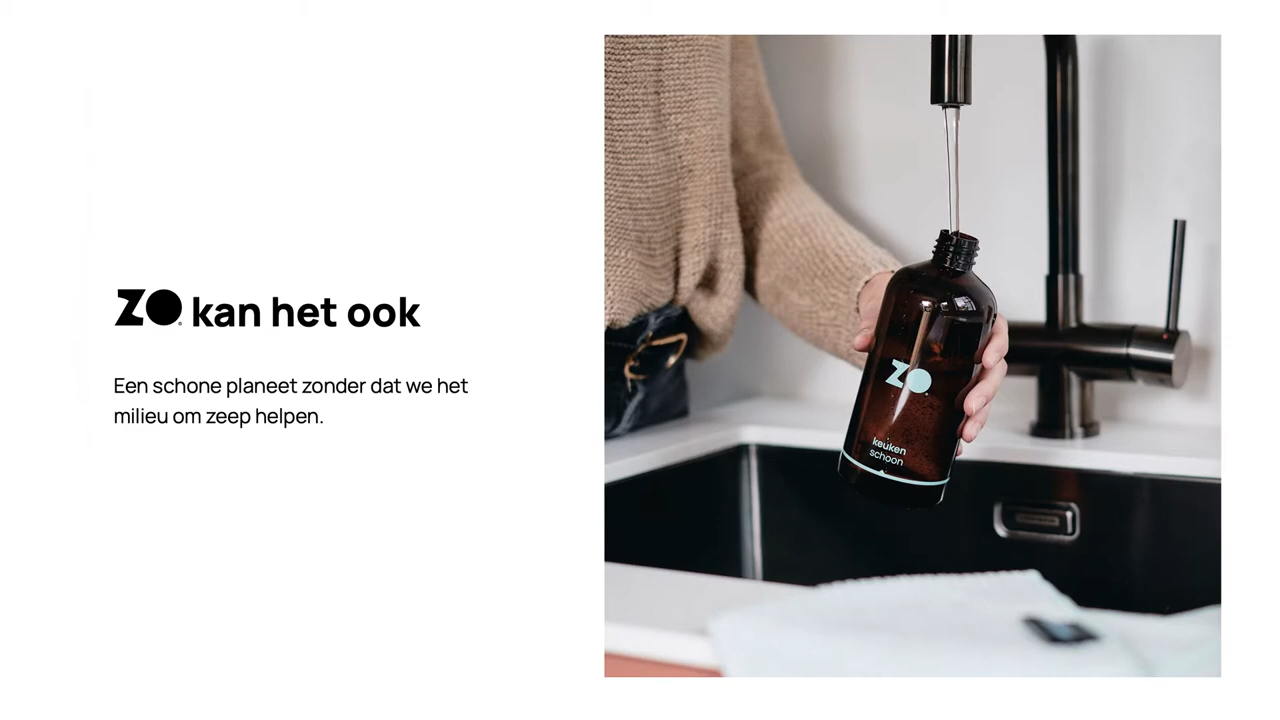 ZO kan het ook
Een schone planeet zonder dat we het
milieu om zeep helpen.
ZO
keuken
schoon